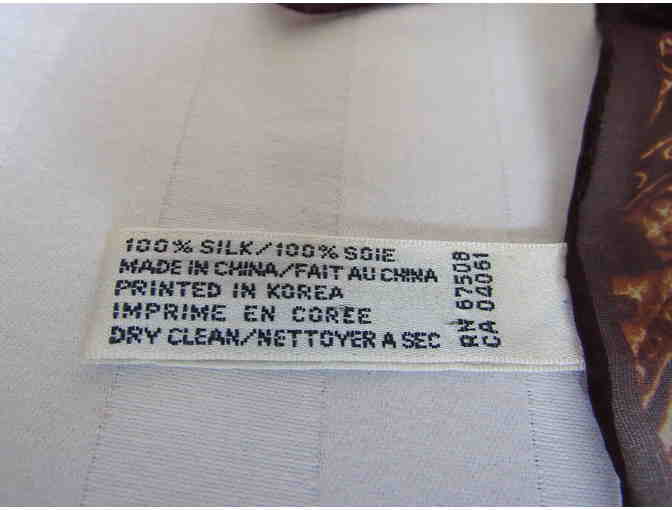 100% SILK/100% SOIE
MADE IN CHINA/FAIT AU CHINA
PRINTED IN KOREA
IMPRIME EN COREE
DRY CLEAN/NETTOYER A SEC
RN 67508
CA 04061